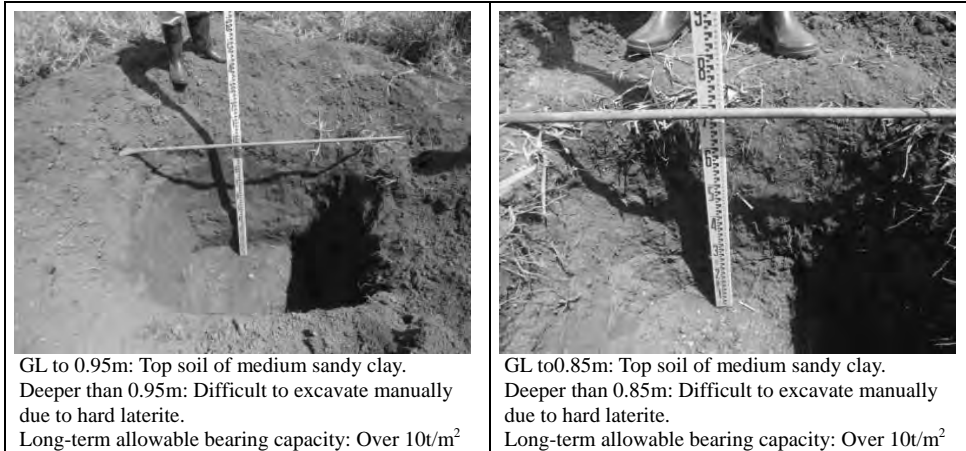 GL to 0.95m: Top soil of medium sandy clay.
Deeper than 0.95m: Difficult to excavate manually
due to hard laterite.
Long-term allowable bearing capacity: Over 10t/m²
GL to0.85m: Top soil of medium sandy clay.
Deeper than 0.85m: Difficult to excavate manually
due to hard laterite.
Long-term allowable bearing capacity: Over 10t/m²